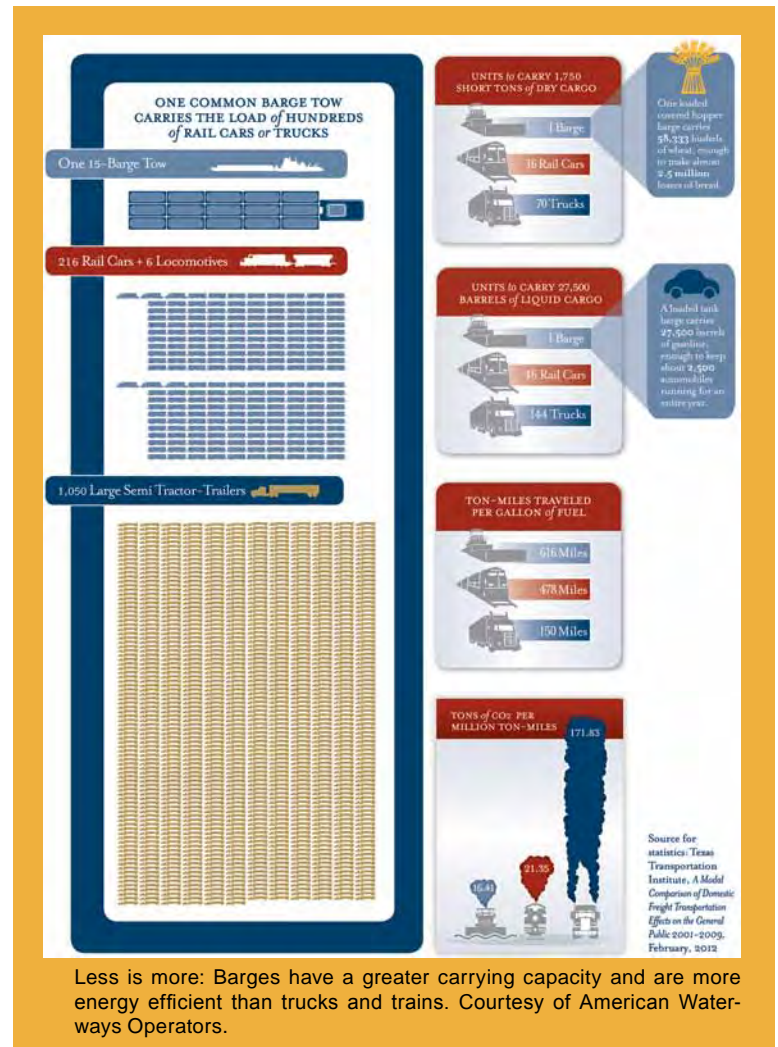 ONE COMMON BARGE TOW
CARRIES THE LOAD of HUNDREDS
of RAIL CARS or TRUCKS
One 15-Barge Tow
216 Rail Cars + 6 Locomotives
1,050 Large Semi Tractor-Trailers
UNITS to CARRY 1,750
SHORT TONS of DRY CARGO
1 Barge
16 Rail Cars
70 Trucks
One loaded
covered hopper
barge carries
58,333 bushels
of wheat, enough
to make almost
2.5 million
loaves of bread.
UNITS to CARRY 27,500
BARRELS of LIQUID CARGO
1 Barge
46 Rail Cars
144 Trucks
A loaded tank
barge carries
27,500 barrels
of gasoline,
enough to keep
about 2,500
automobiles
running for an
entire year.
TON-MILES TRAVELED
PER GALLON of FUEL
616 Miles
478 Miles
150 Miles
TONS of CO2 PER
MILLION TON-MILES
171.83
21.35
16.41
Source for
statistics: Texas
Transportation
Institute, A Modal
Comparison of Domestic
Freight Transportation
Effects on the General
Public 2001-2009,
February, 2012
Less is more: Barges have a greater carrying capacity and are more
energy efficient than trucks and trains. Courtesy of American Water-
ways Operators.